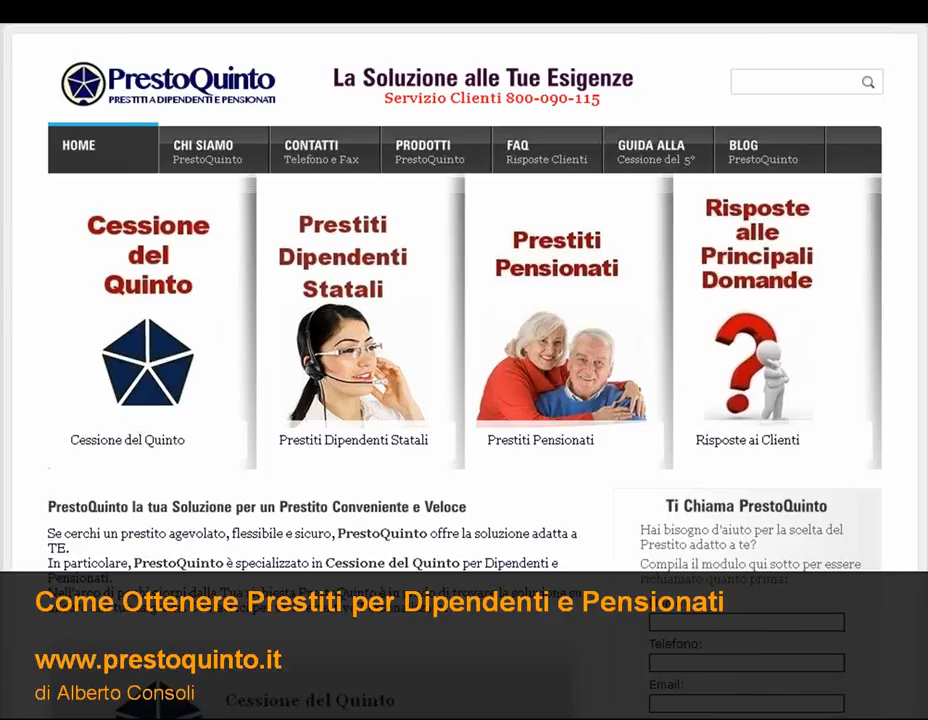 PrestoQuinto
PRESTITI A DIPENDENTI E PENSIONATI
La Soluzione alle Tue Esigenze
Servizio Clienti 800-090-115
HOME
CHI SIAMO
PrestoQuinto
CONTATTI
Telefono e Fax
PRODOTTI
PrestoQuinto
FAQ
Risposte Clienti
GUIDA ALLA
Cessione del 5°
BLOG
PrestoQuinto
Cessione
del
Quinto
Cessione del Quinto
Prestiti
Dipendenti
Statali
Prestiti Dipendenti Statali
Prestiti
Pensionati
Prestiti Pensionati
Risposte
alle
Principali
Domande
Risposte ai Clienti
PrestoQuinto la tua Soluzione per un Prestito Conveniente e Veloce
Se cerchi un prestito agevolato, flessibile e sicuro, PrestoQuinto offre la soluzione adatta a
TE.
In particolare, PrestoQuinto è specializzato in Cessione del Quinto per Dipendenti e
Pensionati.
Ti Chiama PrestoQuinto
Hai bisogno d'aiuto per la scelta del
Prestito adatto a te?
Compila il modulo qui sotto per essere
richiamato quanto prima:
Telefono:
Email:
Come Ottenere Prestiti per Dipendenti e Pensionati
www.prestoquinto.it
di Alberto Consoli
Cessione del Quinto